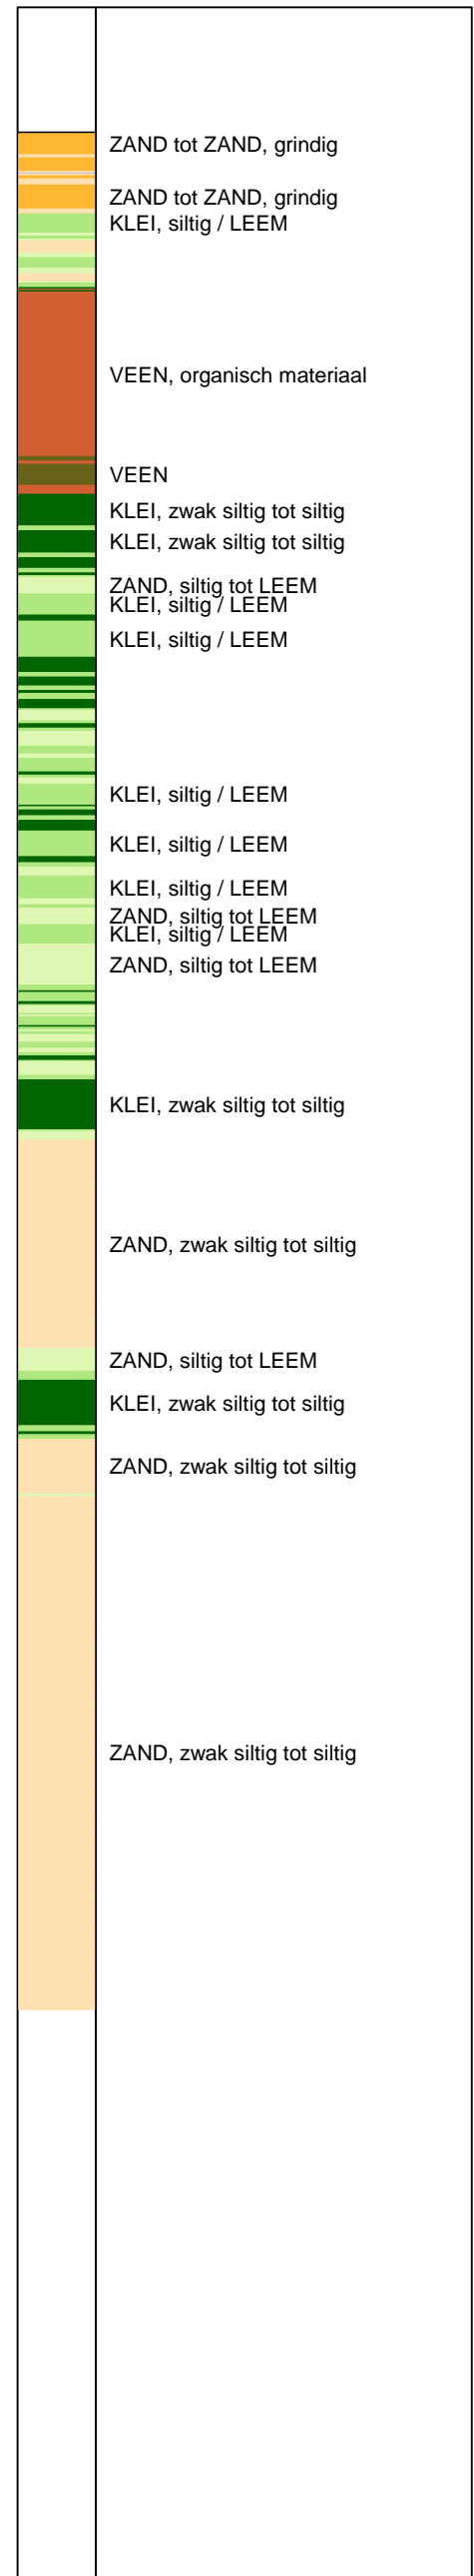 ZAND tot ZAND, grindig
ZAND tot ZAND, grindig
KLEI, siltig / LEEM
VEEN, organisch materiaal
VEEN
KLEI, zwak siltig tot siltig
KLEI, zwak siltig tot siltig
ZAND, siltig tot LEEM
KLEI, siltig / LEEM
KLEI, siltig / LEEM
KLEI, siltig / LEEM
KLEI, siltig / LEEM
KLEI, siltig / LEEM
ZAND, siltig tot LEEM
KLEI, siltig / LEEM
ZAND, siltig tot LEEM
KLEI, zwak siltig tot siltig
ZAND, zwak siltig tot siltig
ZAND, siltig tot LEEM
KLEI, zwak siltig tot siltig
ZAND, zwak siltig tot siltig
ZAND, zwak siltig tot siltig